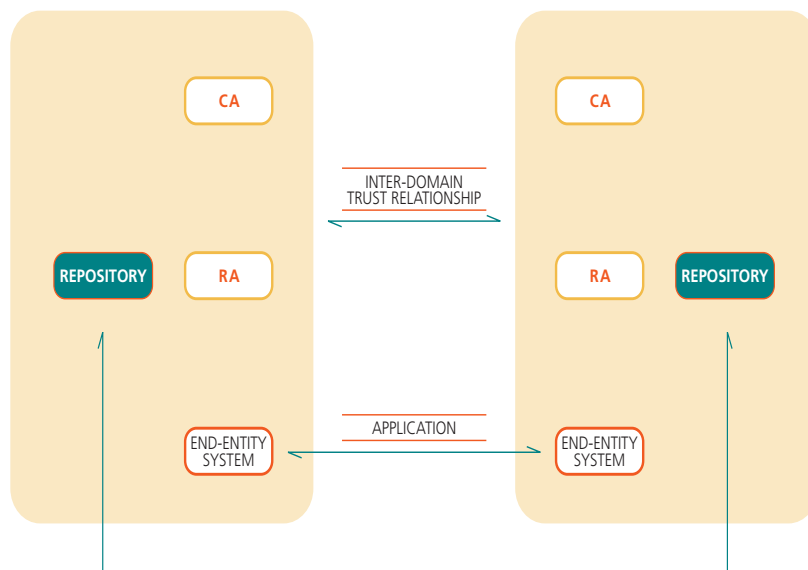 CA
CA
INTER-DOMAIN
TRUST RELATIONSHIP
REPOSITORY
RA
RA
REPOSITORY
APPLICATION
END-ENTITY
SYSTEM
END-ENTITY
SYSTEM